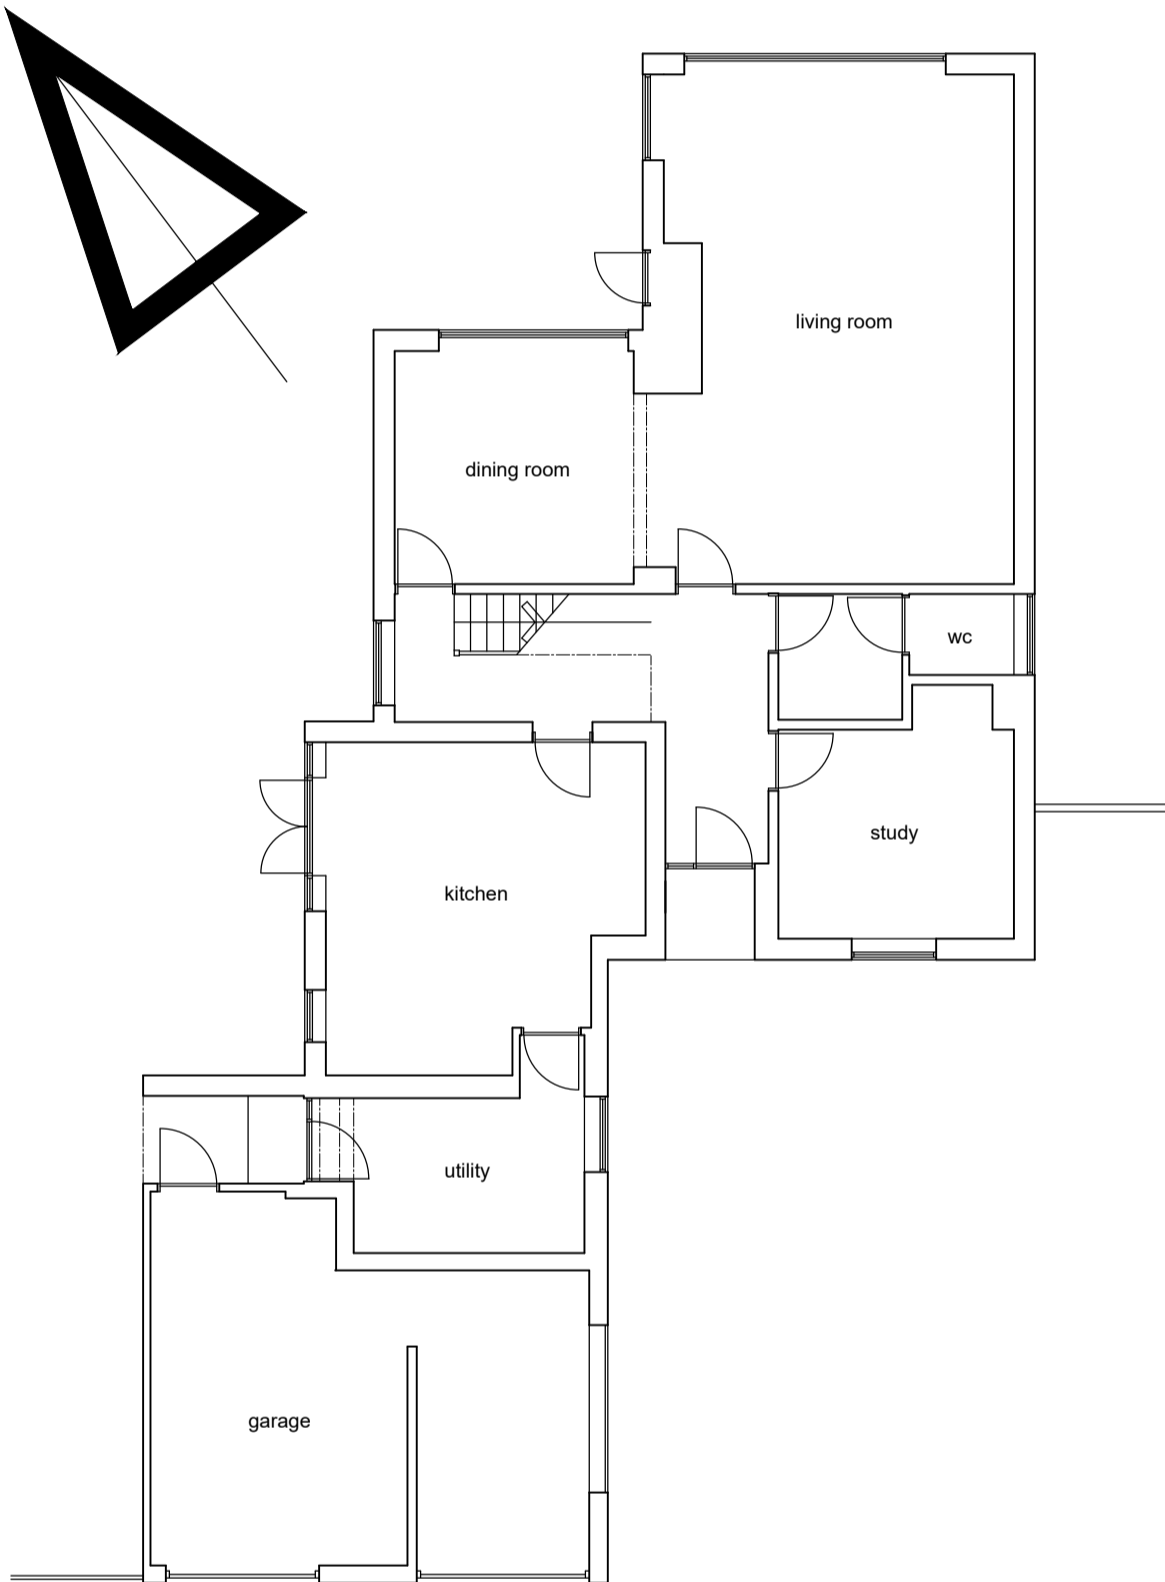 living room
dining room
wc
study
kitchen
utility
garage